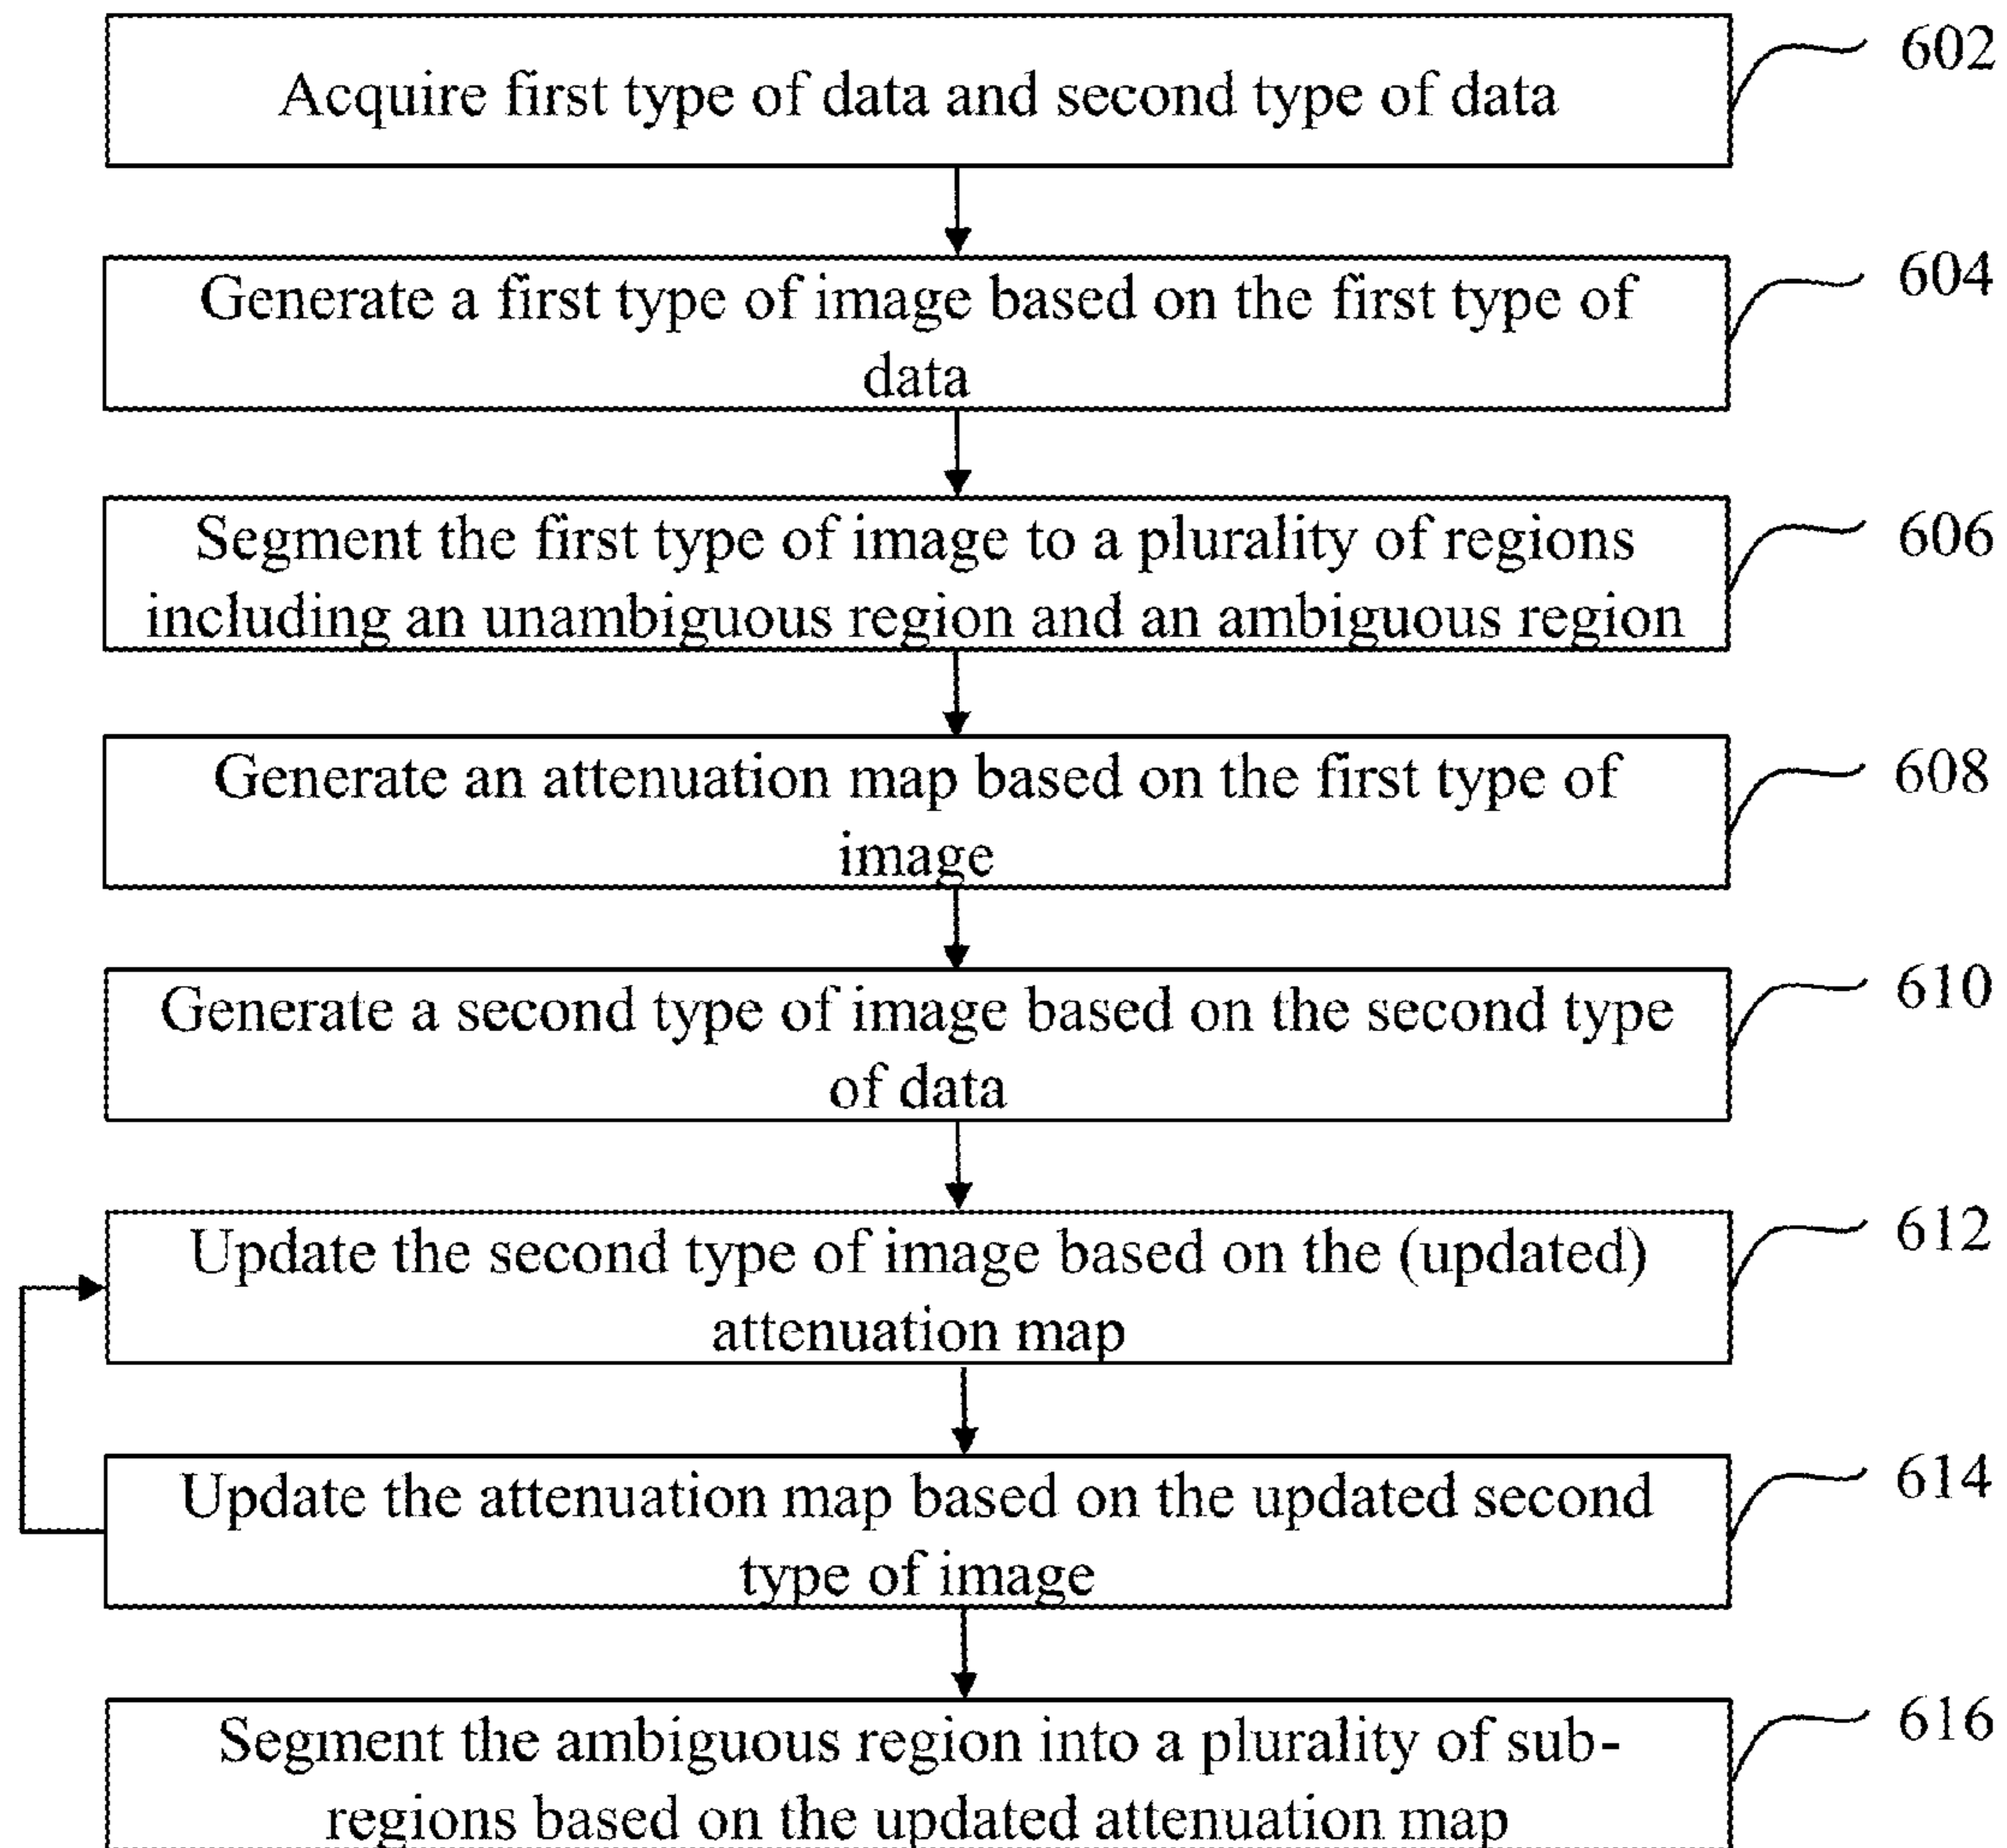 Acquire first type of data and second type of data
602
Generate a first type of image based on the first type of
data
604
Segment the first type of image to a plurality of regions
including an unambiguous region and an ambiguous region
606
Generate an attenuation map based on the first type of
image
608
Generate a second type of image based on the second type
of data
610
Update the second type of image based on the (updated)
attenuation map
612
Update the attenuation map based on the updated second
type of image
614
Segment the ambiguous region into a plurality of sub-
regions based on the updated attenuation map
616